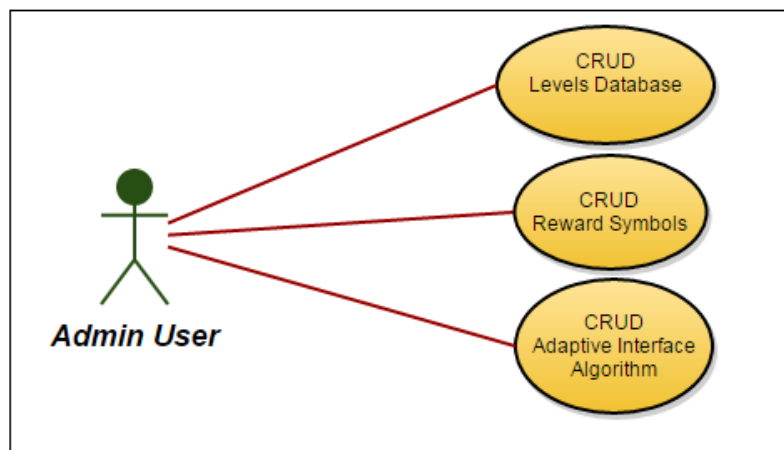 CRUD
Levels Database
CRUD
Reward Symbols
Admin User
CRUD
Adaptive Interface
Algorithm